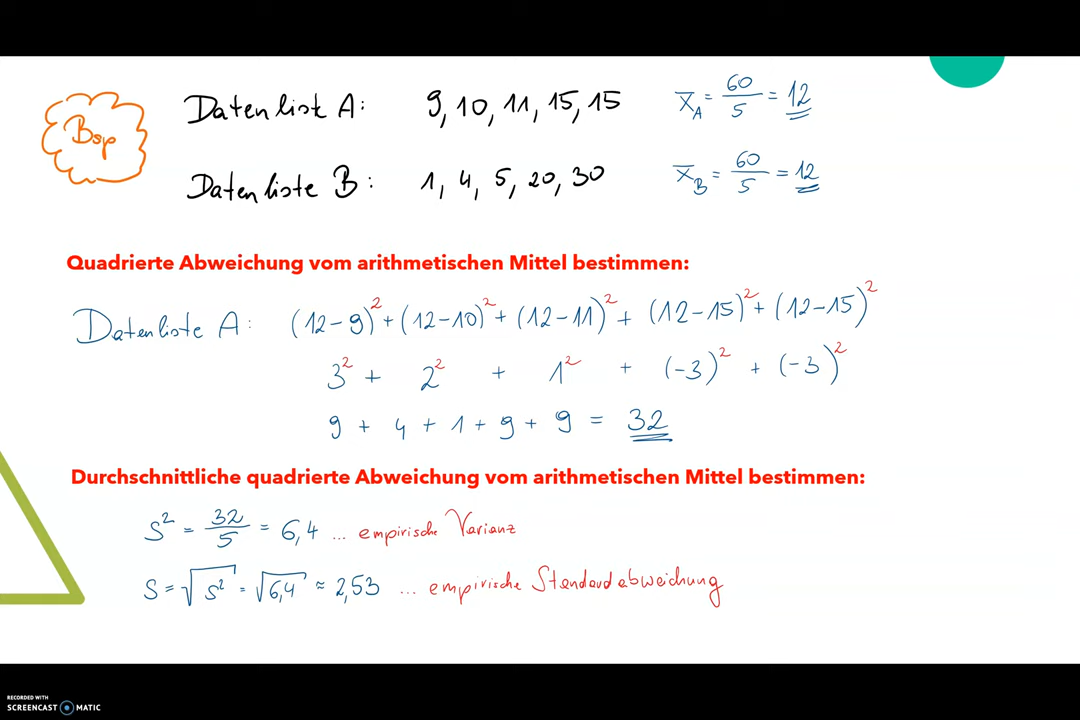 Bsp
Datenliste A: 9, 10, 11, 15, 15 x̄_A = 60/5 = 12
Datenliste B: 1, 4, 5, 20, 30 x̄_B = 60/5 = 12
Quadrierte Abweichung vom arithmetischen Mittel bestimmen:
Datenliste A: (12-9)² + (12-10)² + (12-11)² + (12-15)² + (12-15)²
3² + 2² + 1² + (-3)² + (-3)²
9 + 4 + 1 + 9 + 9 = 32
Durchschnittliche quadrierte Abweichung vom arithmetischen Mittel bestimmen:
s² = 32/5 = 6,4 ... empirische Varianz
s = √s² = √6,4 ≈ 2,53 ... empirische Standardabweichung
RECORDED WITH
SCREENCAST MATIC